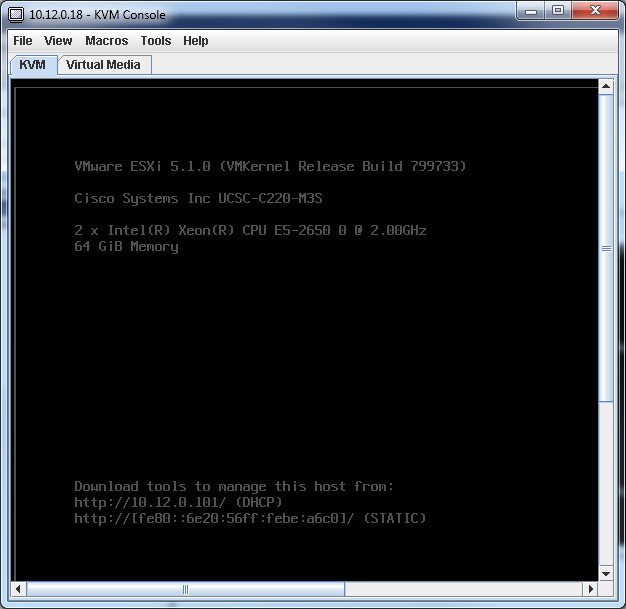 10.12.0.18 - KVM Console
File View Macros Tools Help
KVM Virtual Media
VMware ESXi 5.1.0 (VMKernel Release Build 799733)
Cisco Systems Inc UCSC-C220-M3S
2 x Intel(R) Xeon(R) CPU E5-2650 0 @ 2.00GHz
64 GiB Memory
Download tools to manage this host from:
http://10.12.0.101/ (DHCP)
http://[fe80::6e20:56ff:febe:a6c0]/ (STATIC)